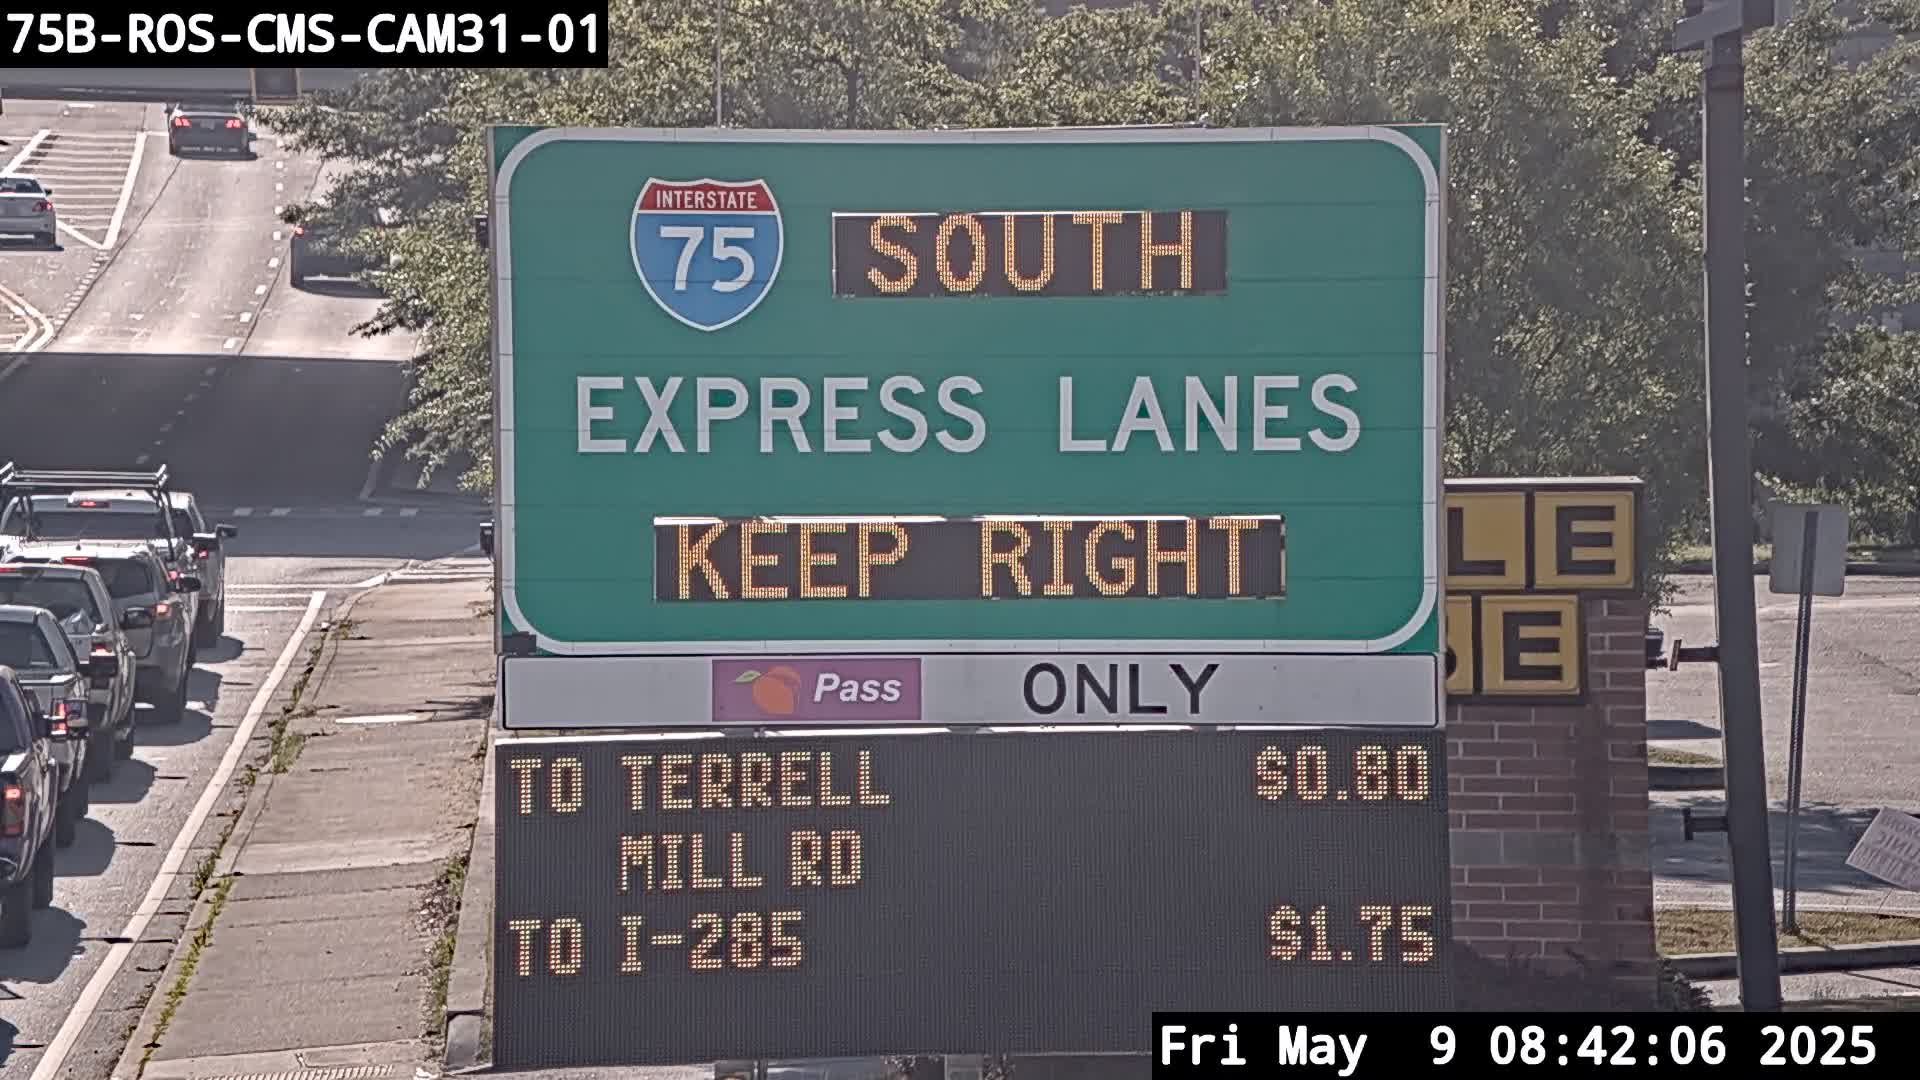 75B-ROS-CMS-CAM31-01
INTERSTATE
75
SOUTH
EXPRESS LANES
KEEP RIGHT
Pass
ONLY
TO TERRELL $0.80
MILL RD
TO I-285 $1.75
LE
E
Fri May 9 08:42:06 2025